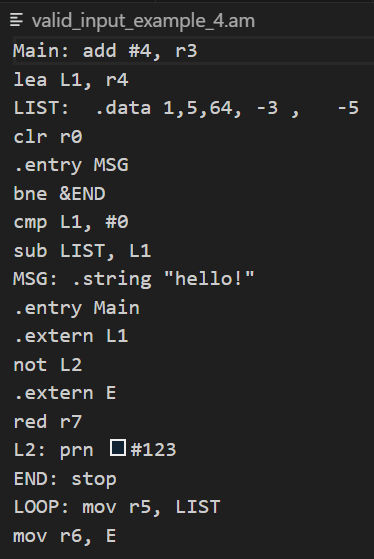 valid_input_example_4.am
Main: add #4, r3
lea L1, r4
LIST:  .data 1,5,64, -3 ,   -5
clr r0
.entry MSG
bne &END
cmp L1, #0
sub LIST, L1
MSG: .string "hello!"
.entry Main
.extern L1
not L2
.extern E
red r7
L2: prn #123
END: stop
LOOP: mov r5, LIST
mov r6, E